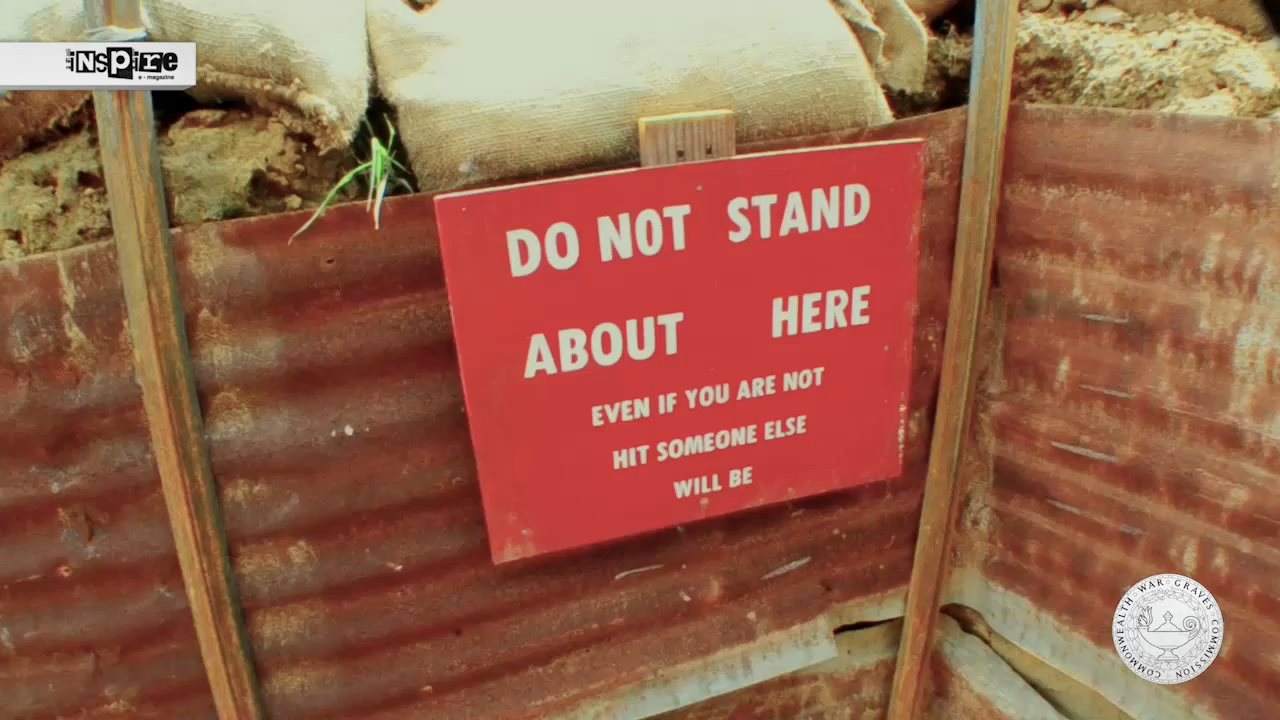 iNSPiRE
e - magazine
DO NOT STAND
ABOUT HERE
EVEN IF YOU ARE NOT
HIT SOMEONE ELSE
WILL BE
COMMONWEALTH WAR GRAVES COMMISSION